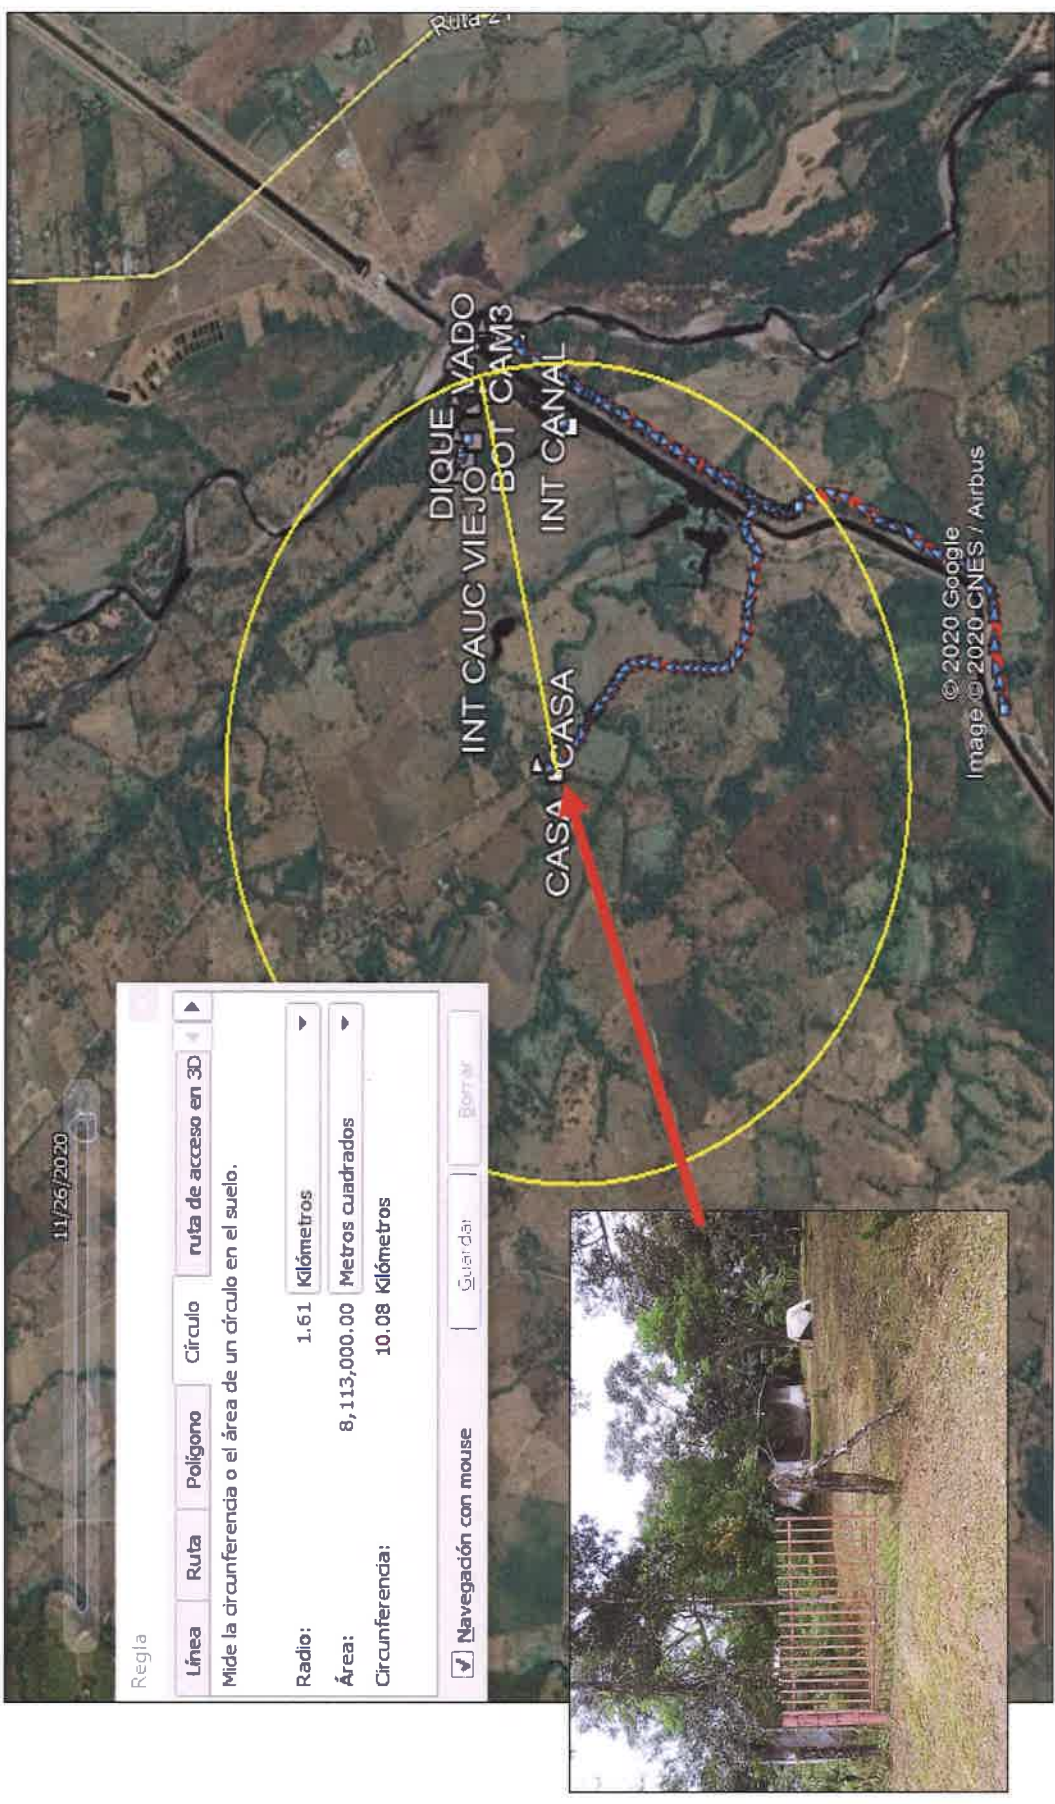 11/26/2020
Regla
Línea
Ruta
Polígono
Círculo
ruta de acceso en 3D
Mide la circunferencia o el área de un círculo en el suelo.
Radio: 1.61 Kilómetros
Área: 8,113,000.00 Metros cuadrados
Circunferencia: 10.08 Kilómetros
Navegación con mouse
Guardar
Borrar
Ruta 21
DIQUE VADO
INT CAUC VIEJO
BOT CAM3
INT CANAL
CASA CASA
© 2020 Google
Image © 2020 CNES / Airbus